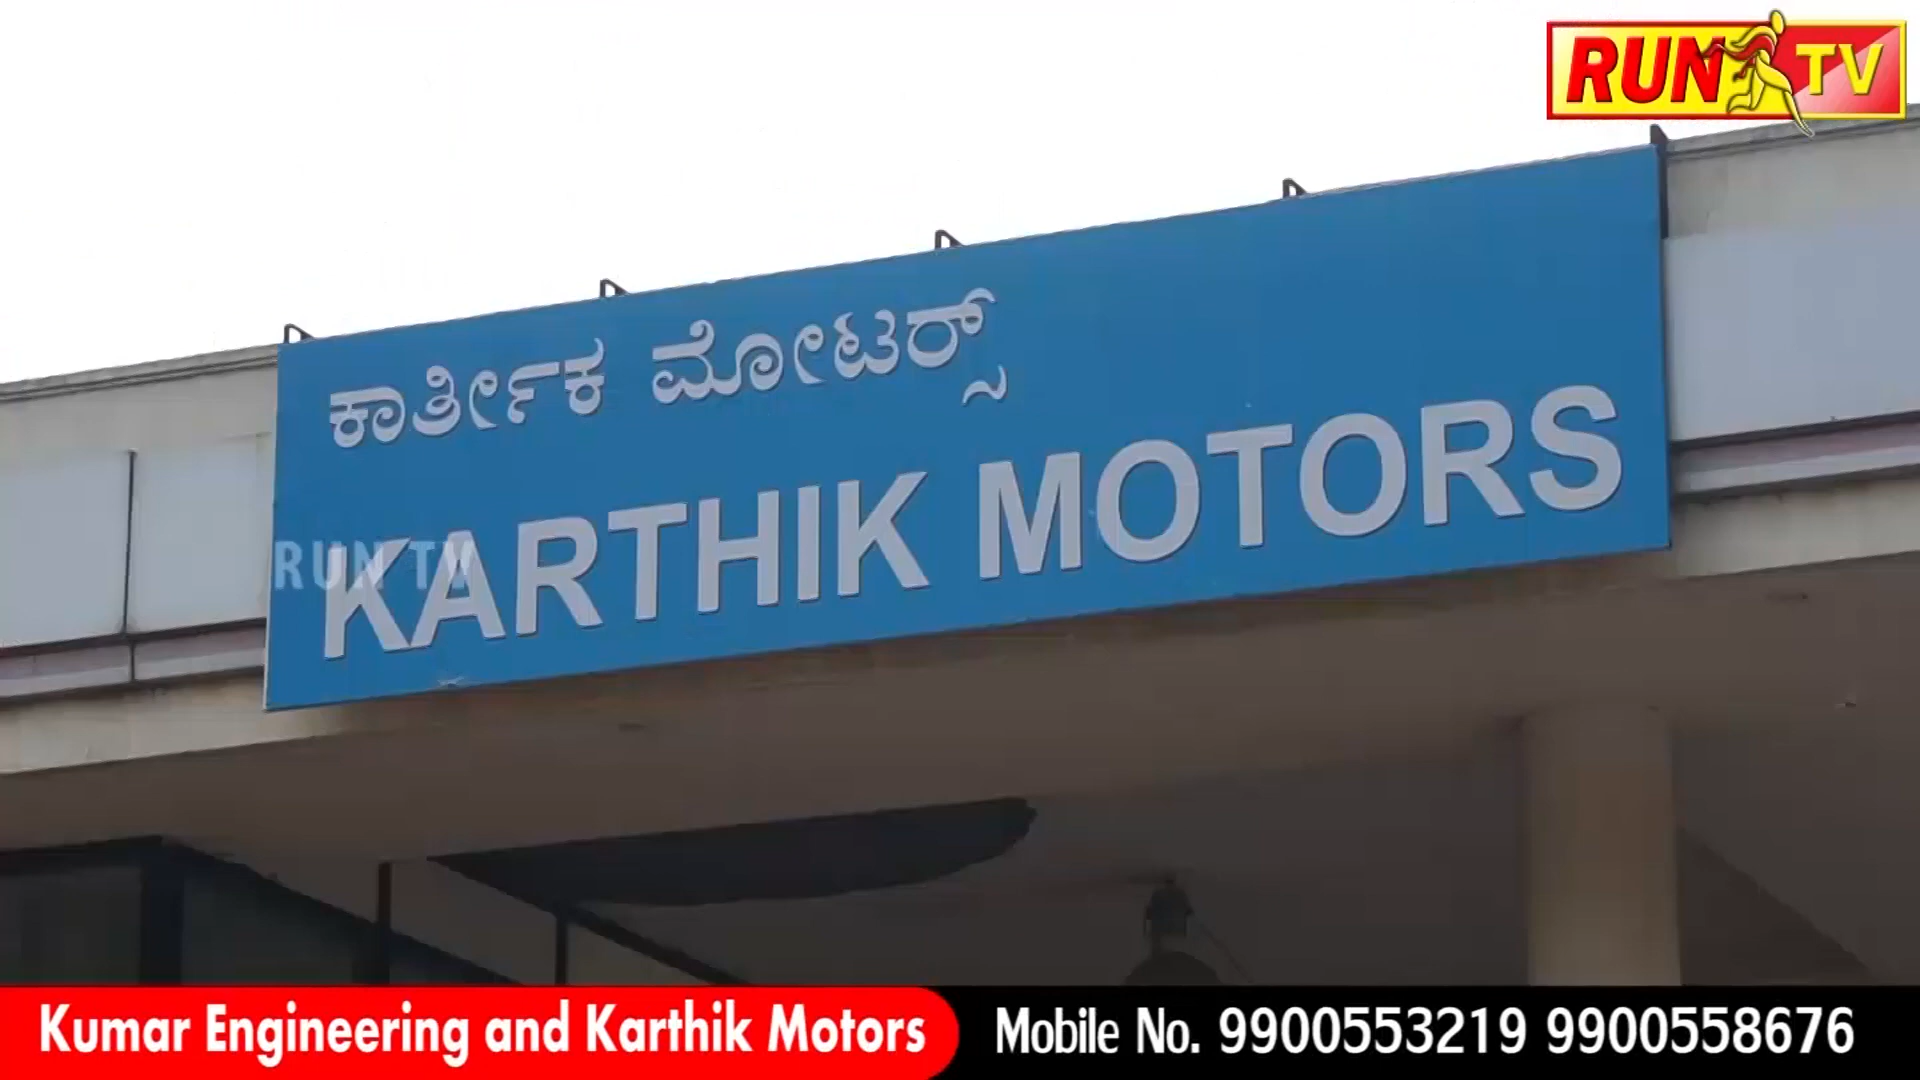 RUN TV
ಕಾರ್ತೀಕ ಮೋಟರ್ಸ್
KARTHIK MOTORS
RUN TV
Kumar Engineering and Karthik Motors
Mobile No. 9900553219 9900558676